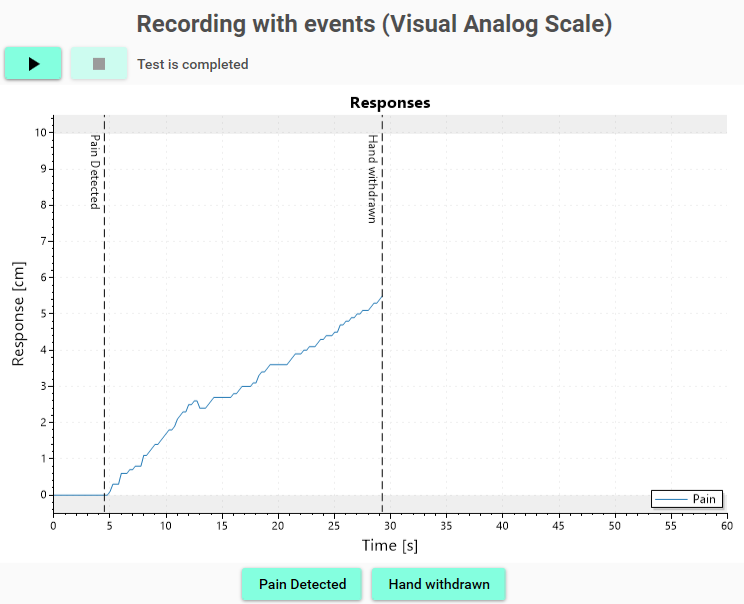 Recording with events (Visual Analog Scale)
Test is completed
Responses
Response [cm]
10
9
8
7
6
5
4
3
2
1
0
Pain Detected
Hand withdrawn
Pain
0 5 10 15 20 25 30 35 40 45 50 55 60
Time [s]
Pain Detected Hand withdrawn